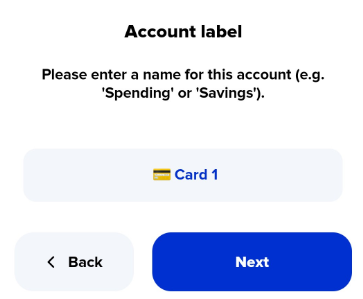 Account label
Please enter a name for this account (e.g.
'Spending' or 'Savings').
💳 Card 1
Back
Next